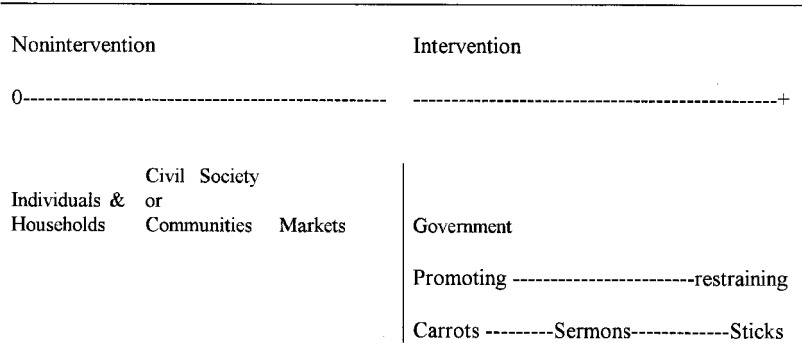 Nonintervention Intervention
0--------------------------------------------- ---------------------------------------------+
Civil Society
Individuals & or
Households Communities Markets Government
Promoting -----------------------restraining
Carrots ---------Sermons-------------Sticks